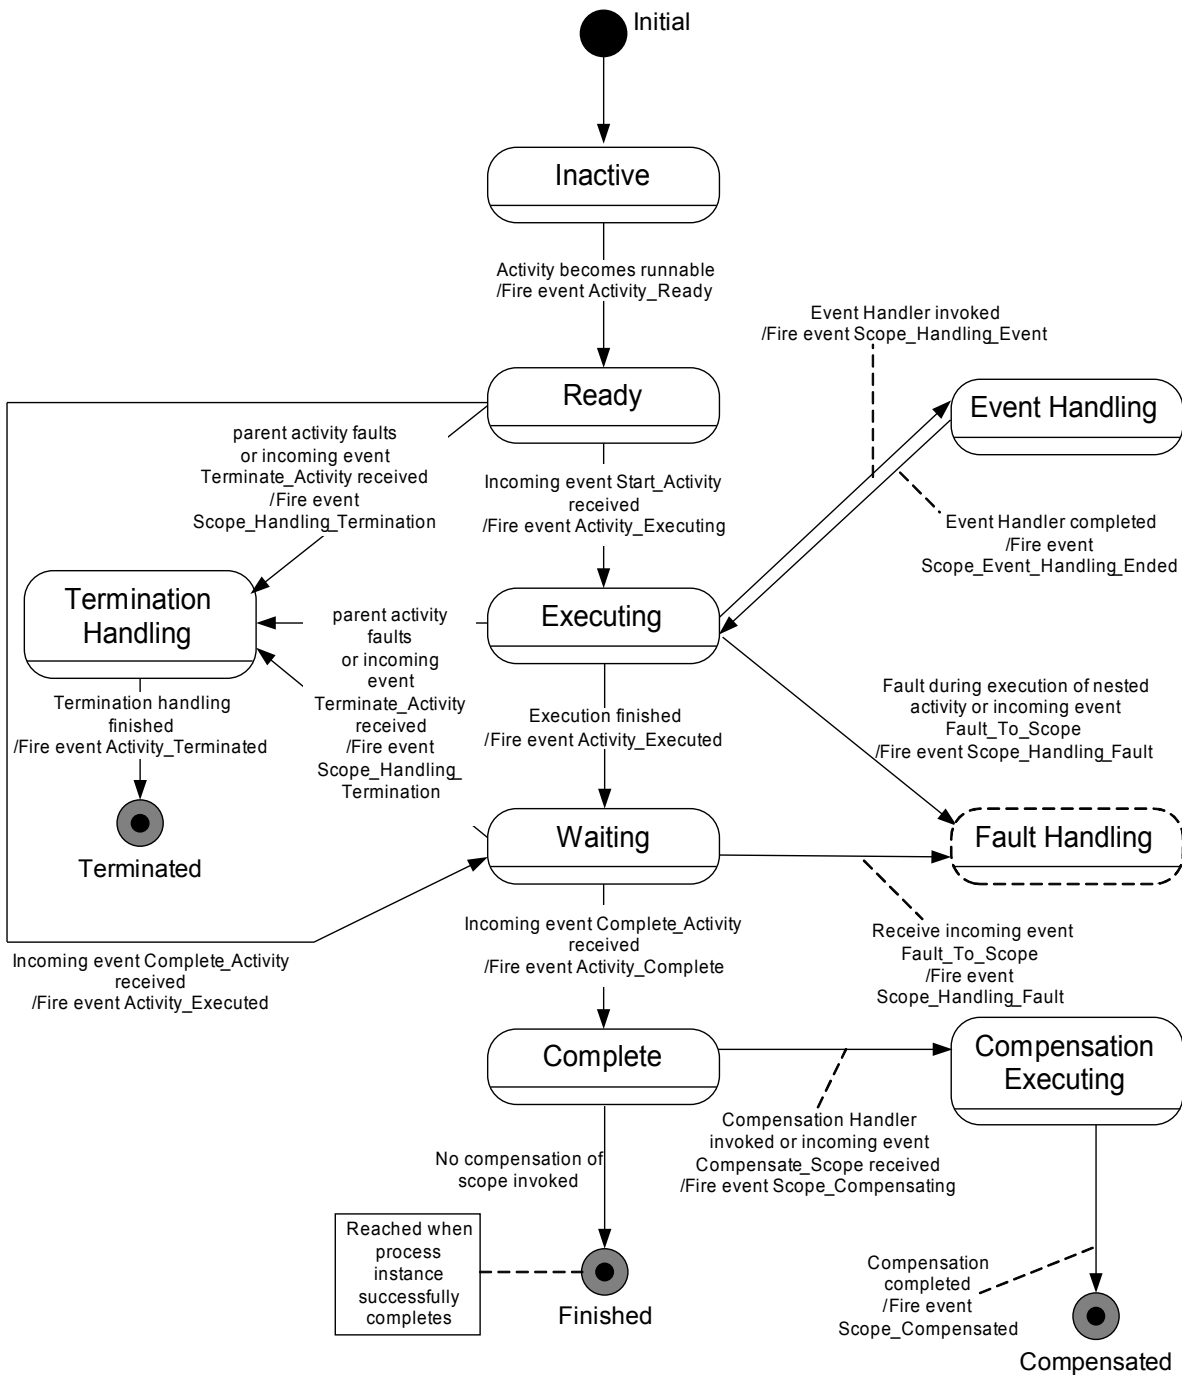 Initial
Inactive
Activity becomes runnable
/Fire event Activity_Ready
Event Handler invoked
/Fire event Scope_Handling_Event
Ready
Event Handling
parent activity faults
or incoming event
Terminate_Activity received
/Fire event
Scope_Handling_Termination
Incoming event Start_Activity
received
/Fire event Activity_Executing
Event Handler completed
/Fire event
Scope_Event_Handling_Ended
Termination
Handling
Executing
parent activity
faults
or incoming
event
Terminate_Activity
received
/Fire event
Scope_Handling_
Termination
Fault during execution of nested
activity or incoming event
Fault_To_Scope
/Fire event Scope_Handling_Fault
Termination handling
finished
/Fire event Activity_Terminated
Execution finished
/Fire event Activity_Executed
Terminated
Waiting
Fault Handling
Incoming event Complete_Activity
received
/Fire event Activity_Complete
Receive incoming event
Fault_To_Scope
/Fire event
Scope_Handling_Fault
Incoming event Complete_Activity
received
/Fire event Activity_Executed
Complete
Compensation
Executing
Compensation Handler
invoked or incoming event
Compensate_Scope received
/Fire event Scope_Compensating
No compensation of
scope invoked
Reached when
process
instance
successfully
completes
Finished
Compensation
completed
/Fire event
Scope_Compensated
Compensated